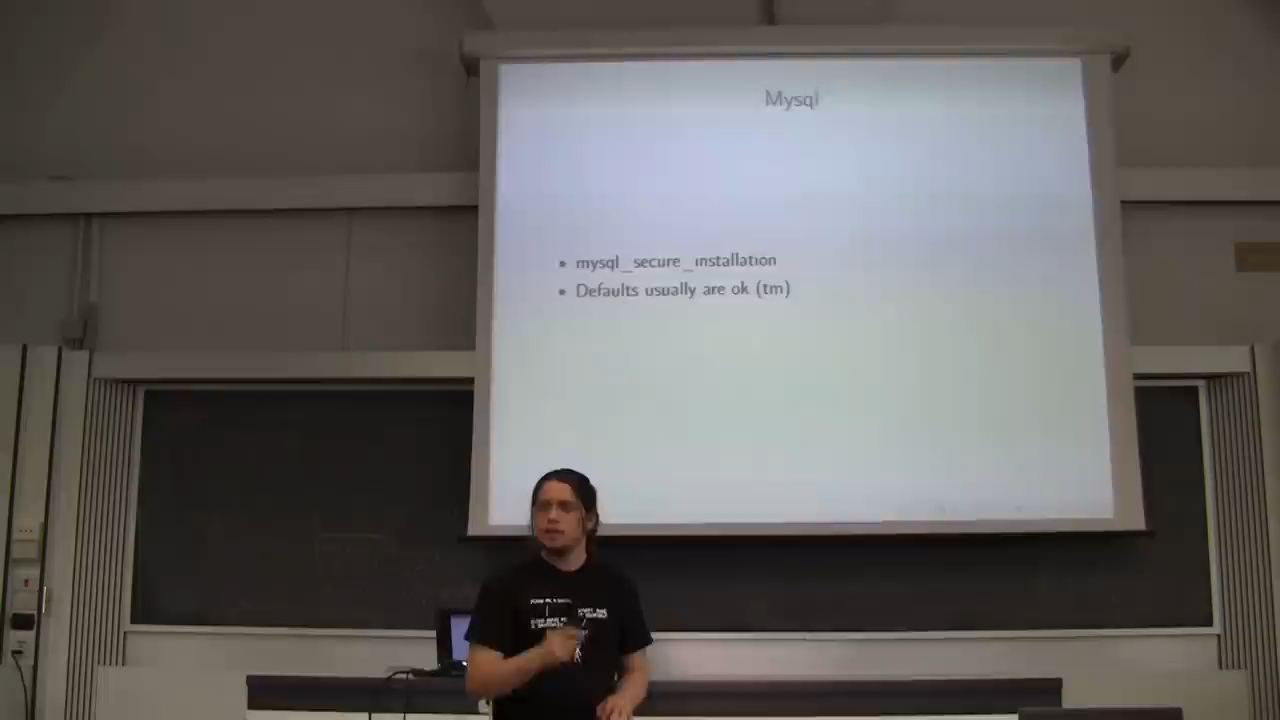 Mysql
• mysql_secure_installation
• Defaults usually are ok (tm)